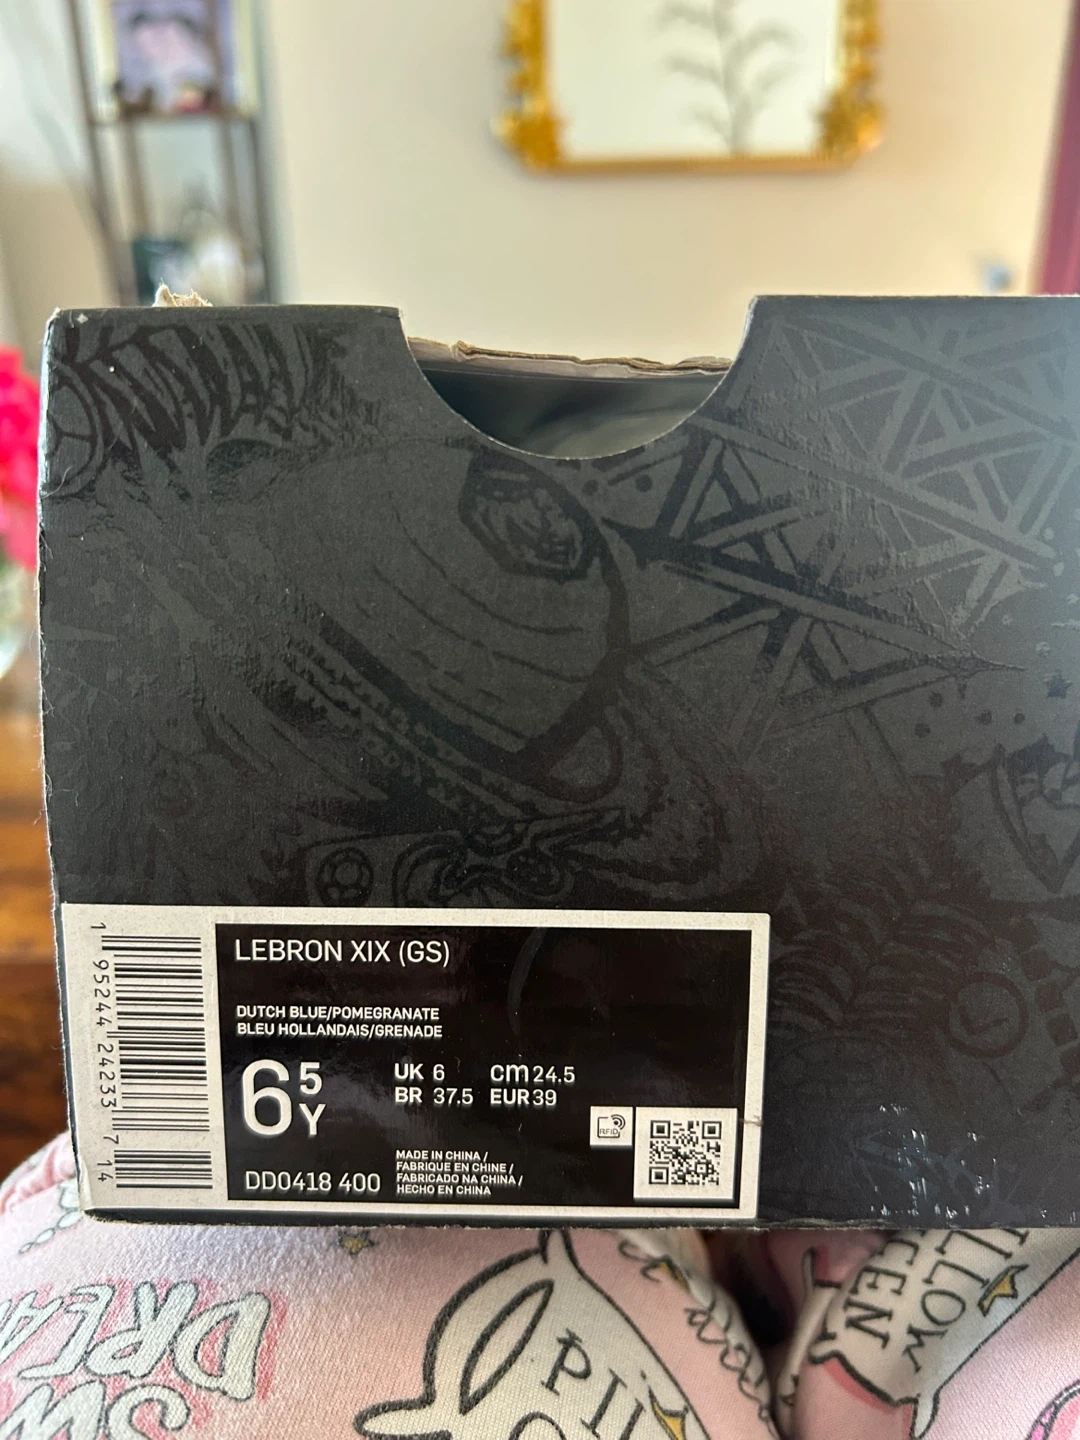 LEBRON XIX (GS)
DUTCH BLUE/POMEGRANATE
BLEU HOLLANDAIS/GRENADE
6 5 Y
UK 6 cm 24.5
BR 37.5 EUR 39
RFID
DD0418 400
MADE IN CHINA /
FABRIQUE EN CHINE /
FABRICADO NA CHINA /
HECHO EN CHINA
1 95244 24233 7 14
PILLOW